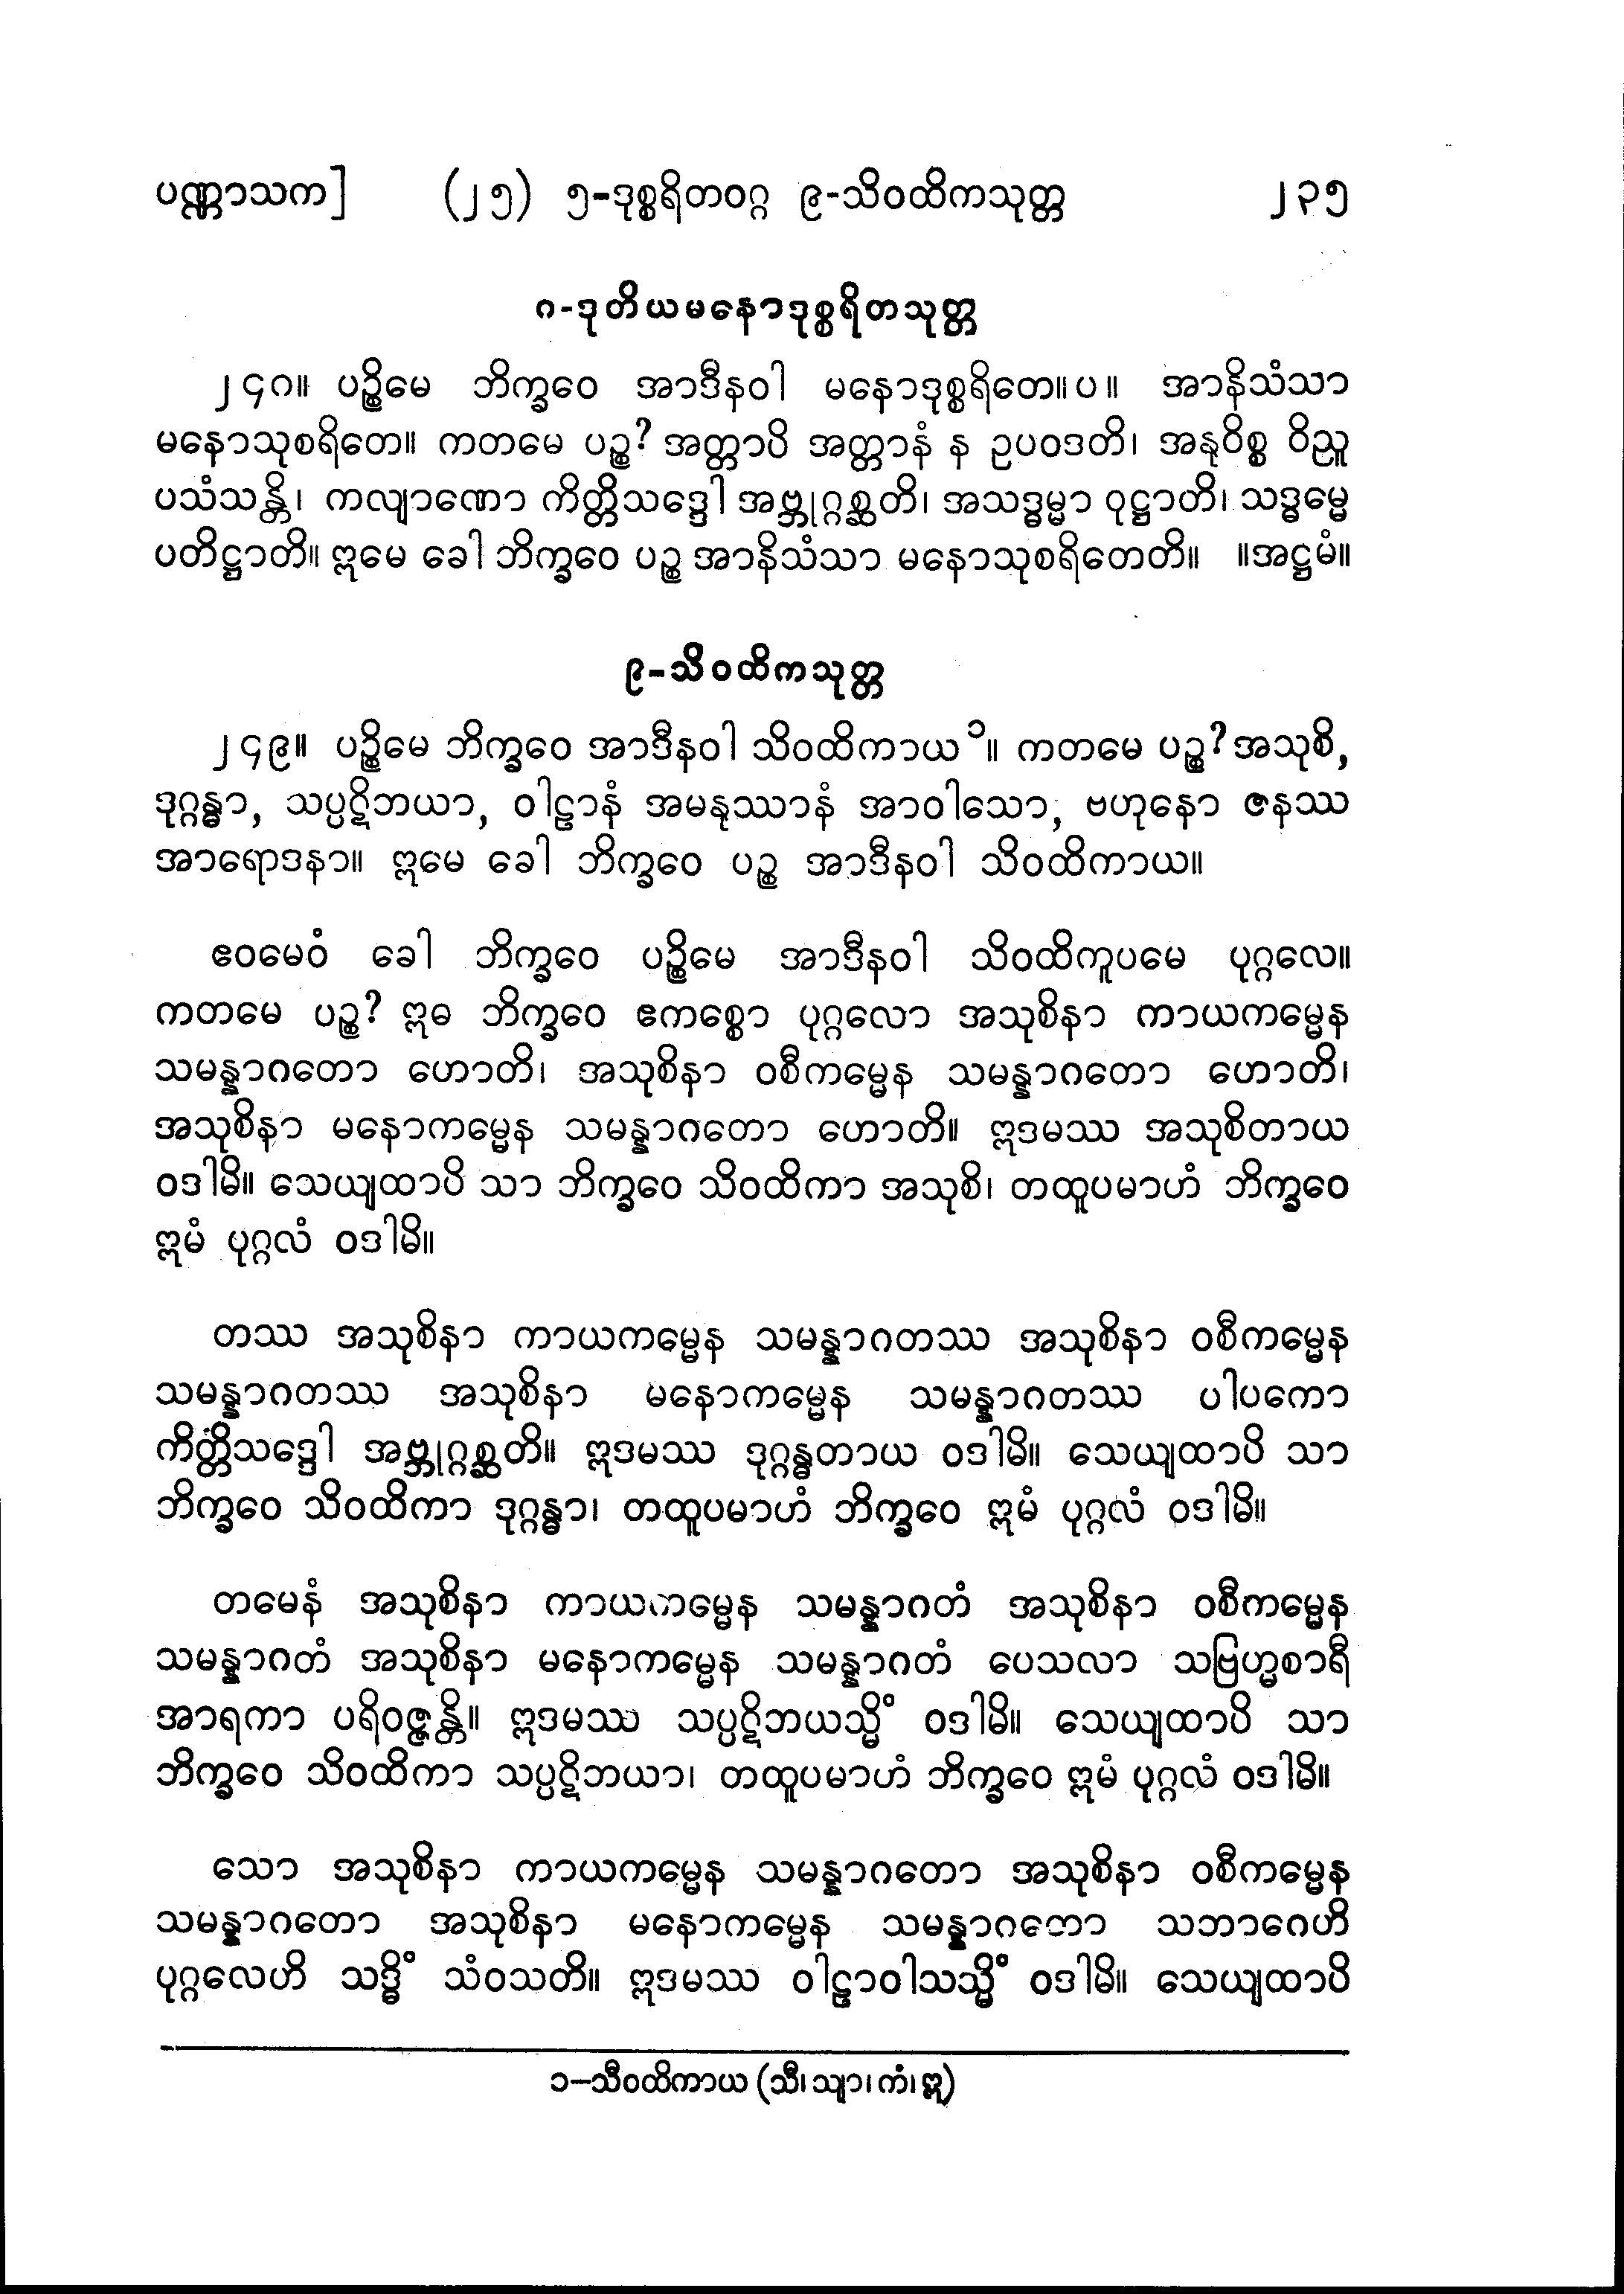 ပဏ္ဏာသက] (၂၅) ၅-ဒုစ္စရိတဝဂ္ဂ ၉-သိဝထိကသုတ္တ ၂၃၅
၈-ဒုတိယမနောဒုစ္စရိတသုတ္တ
၂၄၈။ ပဉ္စိမေ ဘိက္ခဝေ အာဒီနဝါ မနောဒုစ္စရိတေ။ပ။ အာနိသံသာ
မနောသုစရိတေ။ ကတမေ ပဉ္စ? အတ္တာပိ အတ္တာနံ န ဥပဝဒတိ၊ အနုဝိစ္စ ဝိညူ
ပသံသန္တိ၊ ကလျာဏော ကိတ္တိသဒ္ဒေါ အဗ္ဘုဂ္ဂစ္ဆတိ၊ အသဒ္ဓမ္မာ ဝုဋ္ဌာတိ၊ သဒ္ဓမ္မေ
ပတိဋ္ဌာတိ။ ဣမေ ခေါ ဘိက္ခဝေ ပဉ္စ အာနိသံသာ မနောသုစရိတေတိ။ ။အဋ္ဌမံ။
၉-သိဝထိကသုတ္တ
၂၄၉။ ပဉ္စိမေ ဘိက္ခဝေ အာဒီနဝါ သိဝထိကာယ ၁။ ကတမေ ပဉ္စ? အသုစိ,
ဒုဂ္ဂန္ဓာ, သပ္ပဋိဘယာ, ဝါဠာနံ အမနုဿာနံ အာဝါသော, ဗဟုနော ဇနဿ
အာရောဒနာ။ ဣမေ ခေါ ဘိက္ခဝေ ပဉ္စ အာဒီနဝါ သိဝထိကာယ။
ဧဝမေဝံ ခေါ ဘိက္ခဝေ ပဉ္စိမေ အာဒီနဝါ သိဝထိကူပမေ ပုဂ္ဂလေ။
ကတမေ ပဉ္စ? ဣဓ ဘိက္ခဝေ ဧကစ္စော ပုဂ္ဂလော အသုစိနာ ကာယကမ္မေန
သမန္နာဂတော ဟောတိ၊ အသုစိနာ ဝစီကမ္မေန သမန္နာဂတော ဟောတိ၊
အသုစိနာ မနောကမ္မေန သမန္နာဂတော ဟောတိ။ ဣဒမဿ အသုစိတာယ
ဝဒါမိ။ သေယျထာပိ သာ ဘိက္ခဝေ သိဝထိကာ အသုစိ၊ တထူပမာဟံ ဘိက္ခဝေ
ဣမံ ပုဂ္ဂလံ ဝဒါမိ။
တဿ အသုစိနာ ကာယကမ္မေန သမန္နာဂတဿ အသုစိနာ ဝစီကမ္မေန
သမန္နာဂတဿ အသုစိနာ မနောကမ္မေန သမန္နာဂတဿ ပါပကော
ကိတ္တိသဒ္ဒေါ အဗ္ဘုဂ္ဂစ္ဆတိ။ ဣဒမဿ ဒုဂ္ဂန္ဓတာယ ဝဒါမိ။ သေယျထာပိ သာ
ဘိက္ခဝေ သိဝထိကာ ဒုဂ္ဂန္ဓာ၊ တထူပမာဟံ ဘိက္ခဝေ ဣမံ ပုဂ္ဂလံ ဝဒါမိ။
တမေနံ အသုစိနာ ကာယကမ္မေန သမန္နာဂတံ အသုစိနာ ဝစီကမ္မေန
သမန္နာဂတံ အသုစိနာ မနောကမ္မေန သမန္နာဂတံ ပေသလာ သဗြဟ္မစာရီ
အာရကာ ပရိဝဇ္ဇန္တိ။ ဣဒမဿ သပ္ပဋိဘယသ္မိံ ဝဒါမိ။ သေယျထာပိ သာ
ဘိက္ခဝေ သိဝထိကာ သပ္ပဋိဘယာ၊ တထူပမာဟံ ဘိက္ခဝေ ဣမံ ပုဂ္ဂလံ ဝဒါမိ။
သော အသုစိနာ ကာယကမ္မေန သမန္နာဂတော အသုစိနာ ဝစီကမ္မေန
သမန္နာဂတော အသုစိနာ မနောကမ္မေန သမန္နာဂတော သဘာဂေဟိ
ပုဂ္ဂလေဟိ သဒ္ဓိံ သံဝသတိ။ ဣဒမဿ ဝါဠာဝါသသ္မိံ ဝဒါမိ။ သေယျထာပိ
၁–သီဝထိကာယ (သီ၊ သျာ၊ ကံ၊ ဣ)